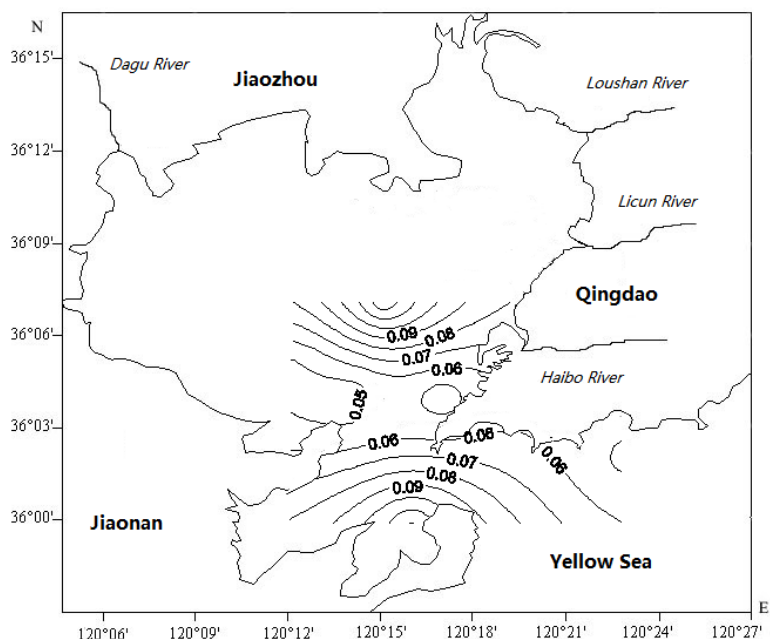 N
36°15'
Dagu River
Jiaozhou
Loushan River
36°12'
Licun River
36°09'
Qingdao
36°06'
0.09
0.08
0.07
0.06
Haibo River
0.05
36°03'
0.06
0.06
0.06
0.07
0.08
0.09
36°00'
Jiaonan
Yellow Sea
E
120°06'
120°09'
120°12'
120°15'
120°18'
120°21'
120°24'
120°27'